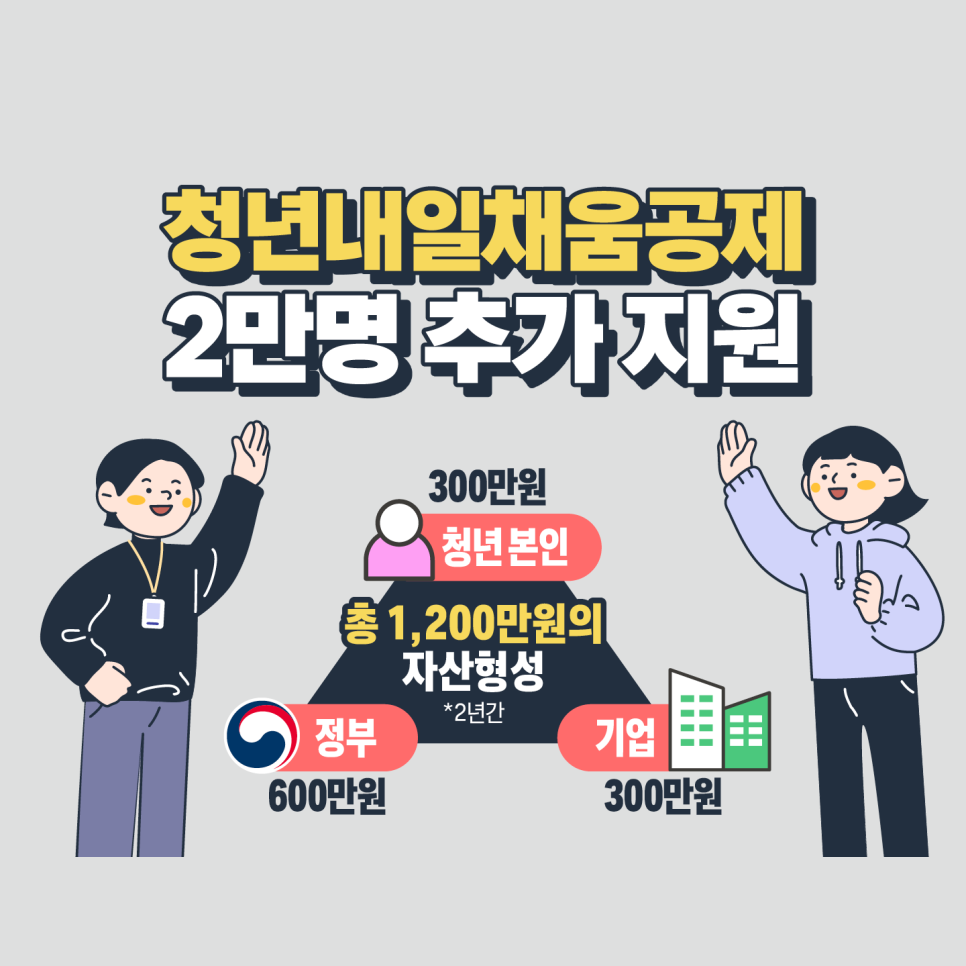 청년내일채움공제
2만명 추가 지원
300만원
청년 본인
총 1,200만원의
자산형성
*2년간
정부
600만원
기업
300만원